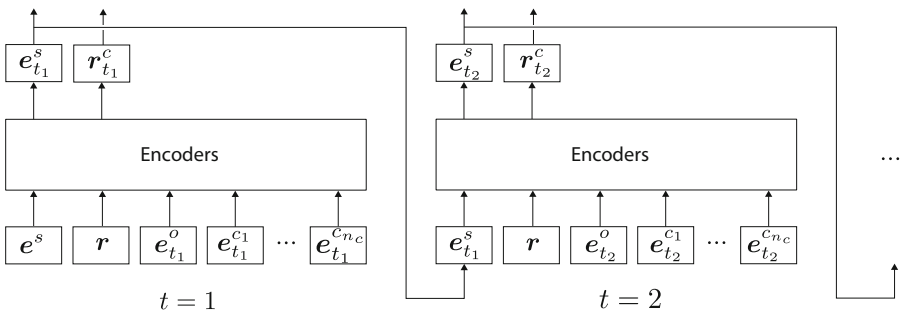 e^s_{t_1} r^c_{t_1} e^s_{t_2} r^c_{t_2}
Encoders Encoders ...
e^s r e^o_{t_1} e^{c_1}_{t_1} ... e^{c_{n_c}}_{t_1} e^s_{t_1} r e^o_{t_2} e^{c_1}_{t_2} ... e^{c_{n_c}}_{t_2}
t = 1 t = 2